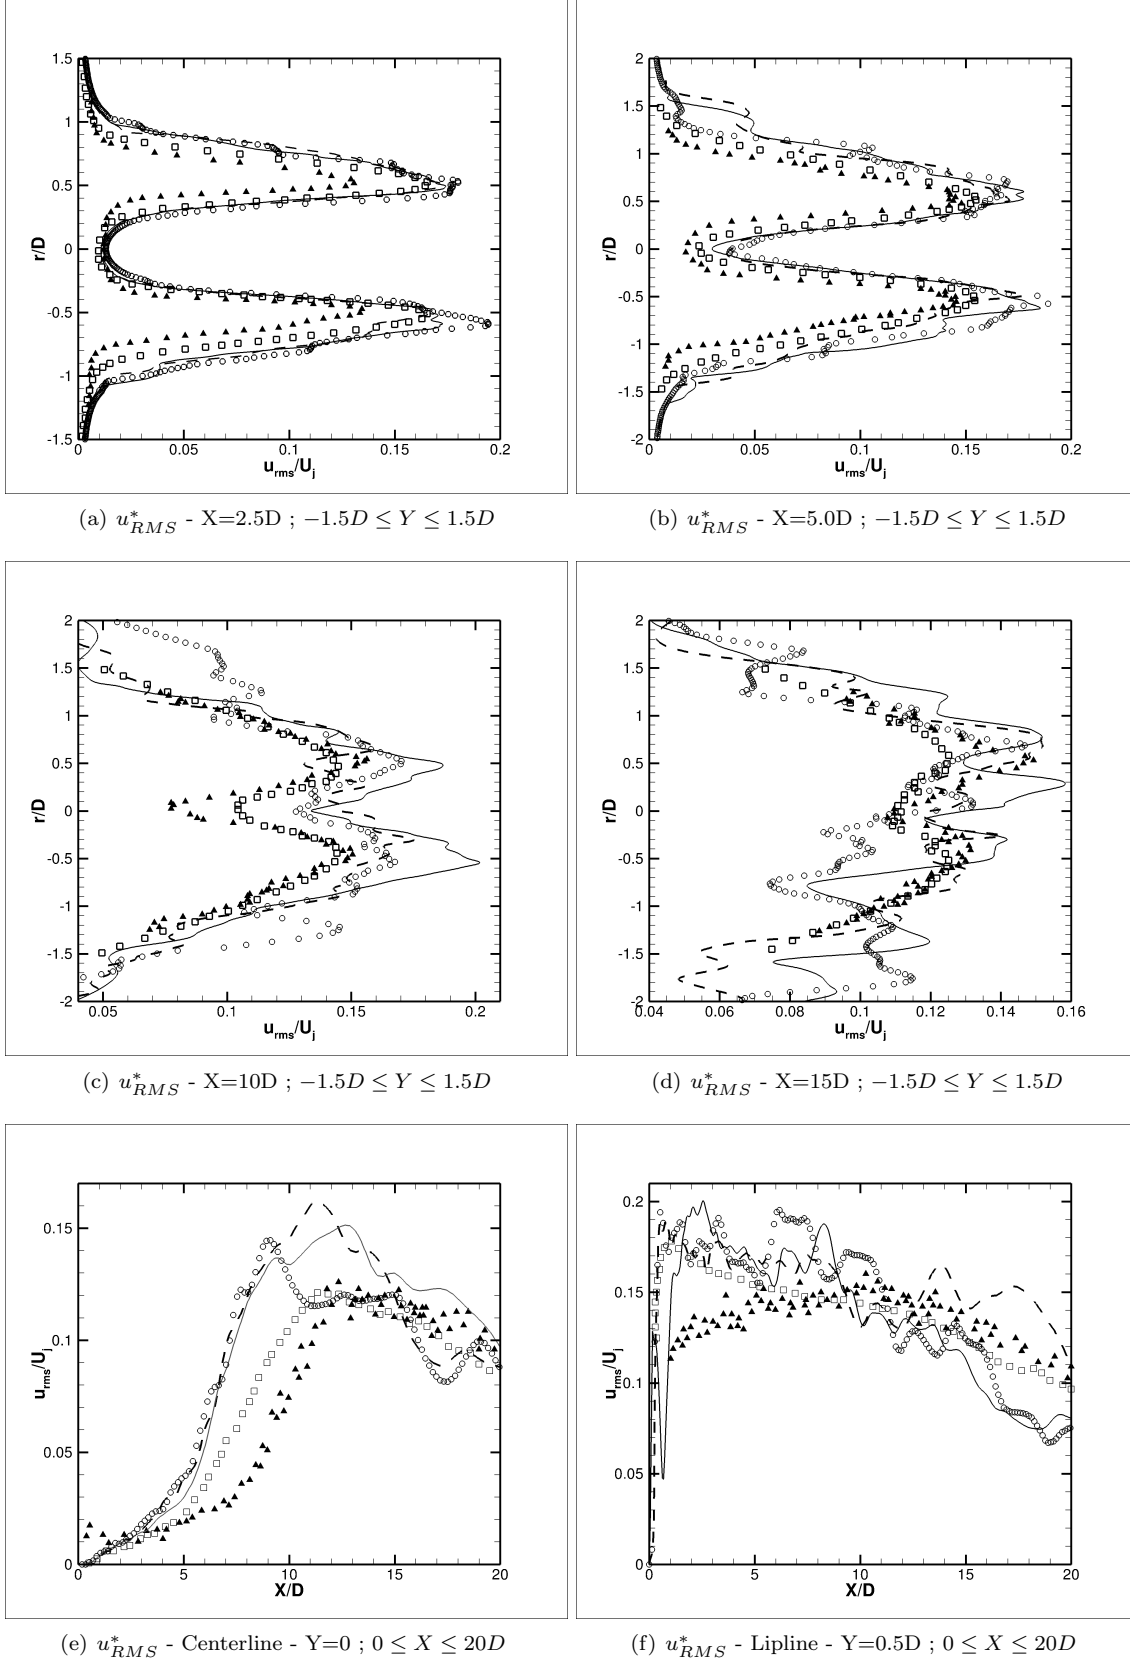 1.5
1
0.5
0
-0.5
-1
-1.5
r/D
0 0.05 0.1 0.15 0.2
u_rms/U_j
(a) u*_RMS - X=2.5D ; −1.5D ≤ Y ≤ 1.5D
2
1.5
1
0.5
0
-0.5
-1
-1.5
-2
r/D
0 0.05 0.1 0.15 0.2
u_rms/U_j
(b) u*_RMS - X=5.0D ; −1.5D ≤ Y ≤ 1.5D
2
1.5
1
0.5
0
-0.5
-1
-1.5
-2
r/D
0.05 0.1 0.15 0.2
u_rms/U_j
(c) u*_RMS - X=10D ; −1.5D ≤ Y ≤ 1.5D
2
1.5
1
0.5
0
-0.5
-1
-1.5
-2
r/D
0.04 0.06 0.08 0.1 0.12 0.14 0.16
u_rms/U_j
(d) u*_RMS - X=15D ; −1.5D ≤ Y ≤ 1.5D
0.15
0.1
0.05
0
u_rms/U_j
0 5 10 15 20
X/D
(e) u*_RMS - Centerline - Y=0 ; 0 ≤ X ≤ 20D
0.2
0.15
0.1
0.05
0
u_rms/U_j
0 5 10 15 20
X/D
(f) u*_RMS - Lipline - Y=0.5D ; 0 ≤ X ≤ 20D